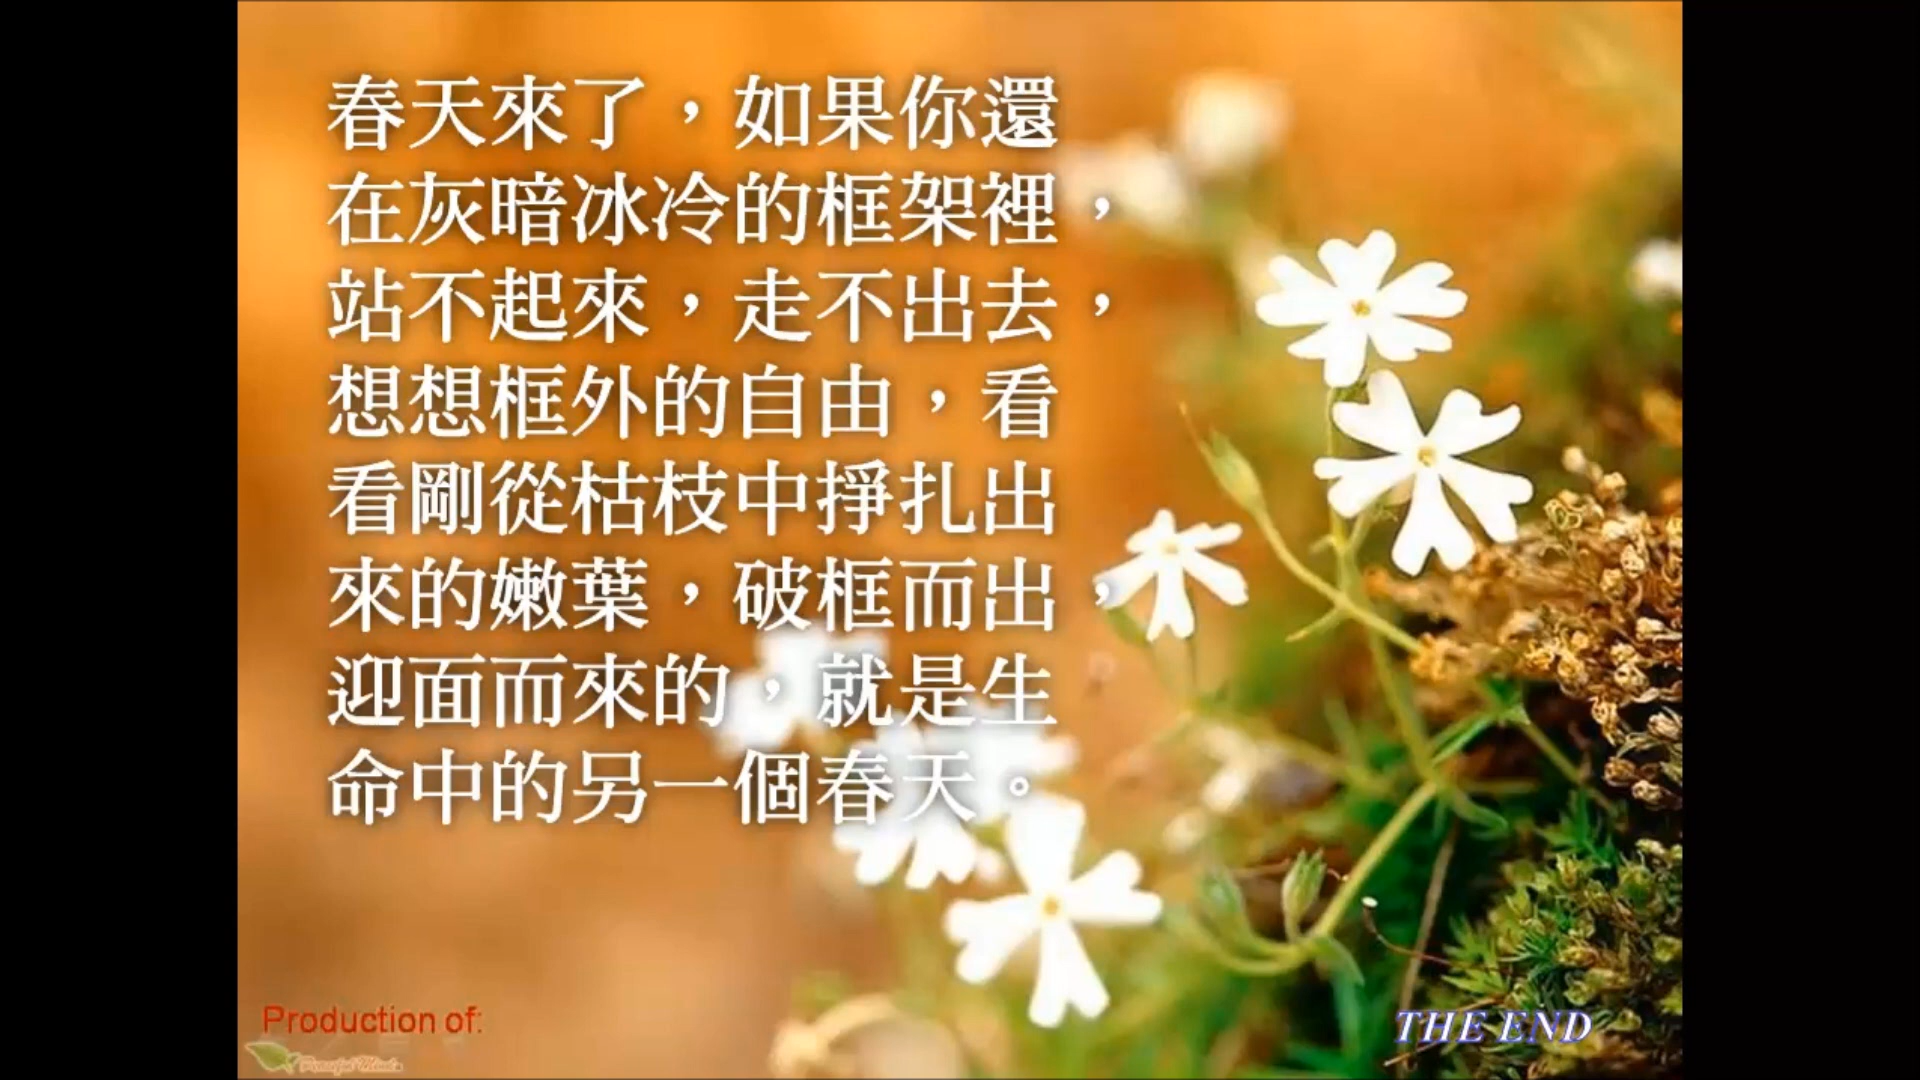 春天來了，如果你還
在灰暗冰冷的框架裡，
站不起來，走不出去，
想想框外的自由，看
看剛從枯枝中掙扎出
來的嫩葉，破框而出，
迎面而來的，就是生
命中的另一個春天。
Production of:
Peaceful Minds
THE END